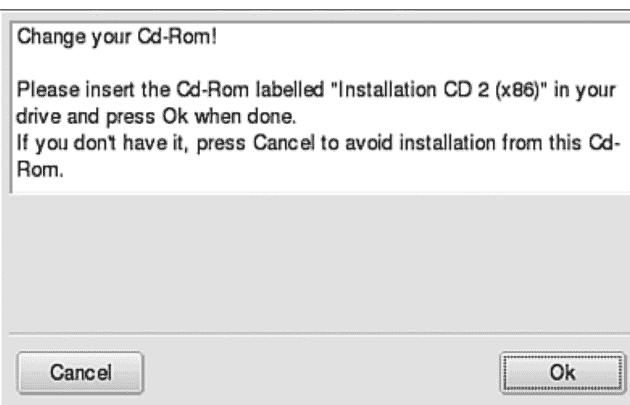 Change your Cd-Rom!
Please insert the Cd-Rom labelled "Installation CD 2 (x86)" in your
drive and press Ok when done.
If you don't have it, press Cancel to avoid installation from this Cd-
Rom.
Cancel
Ok